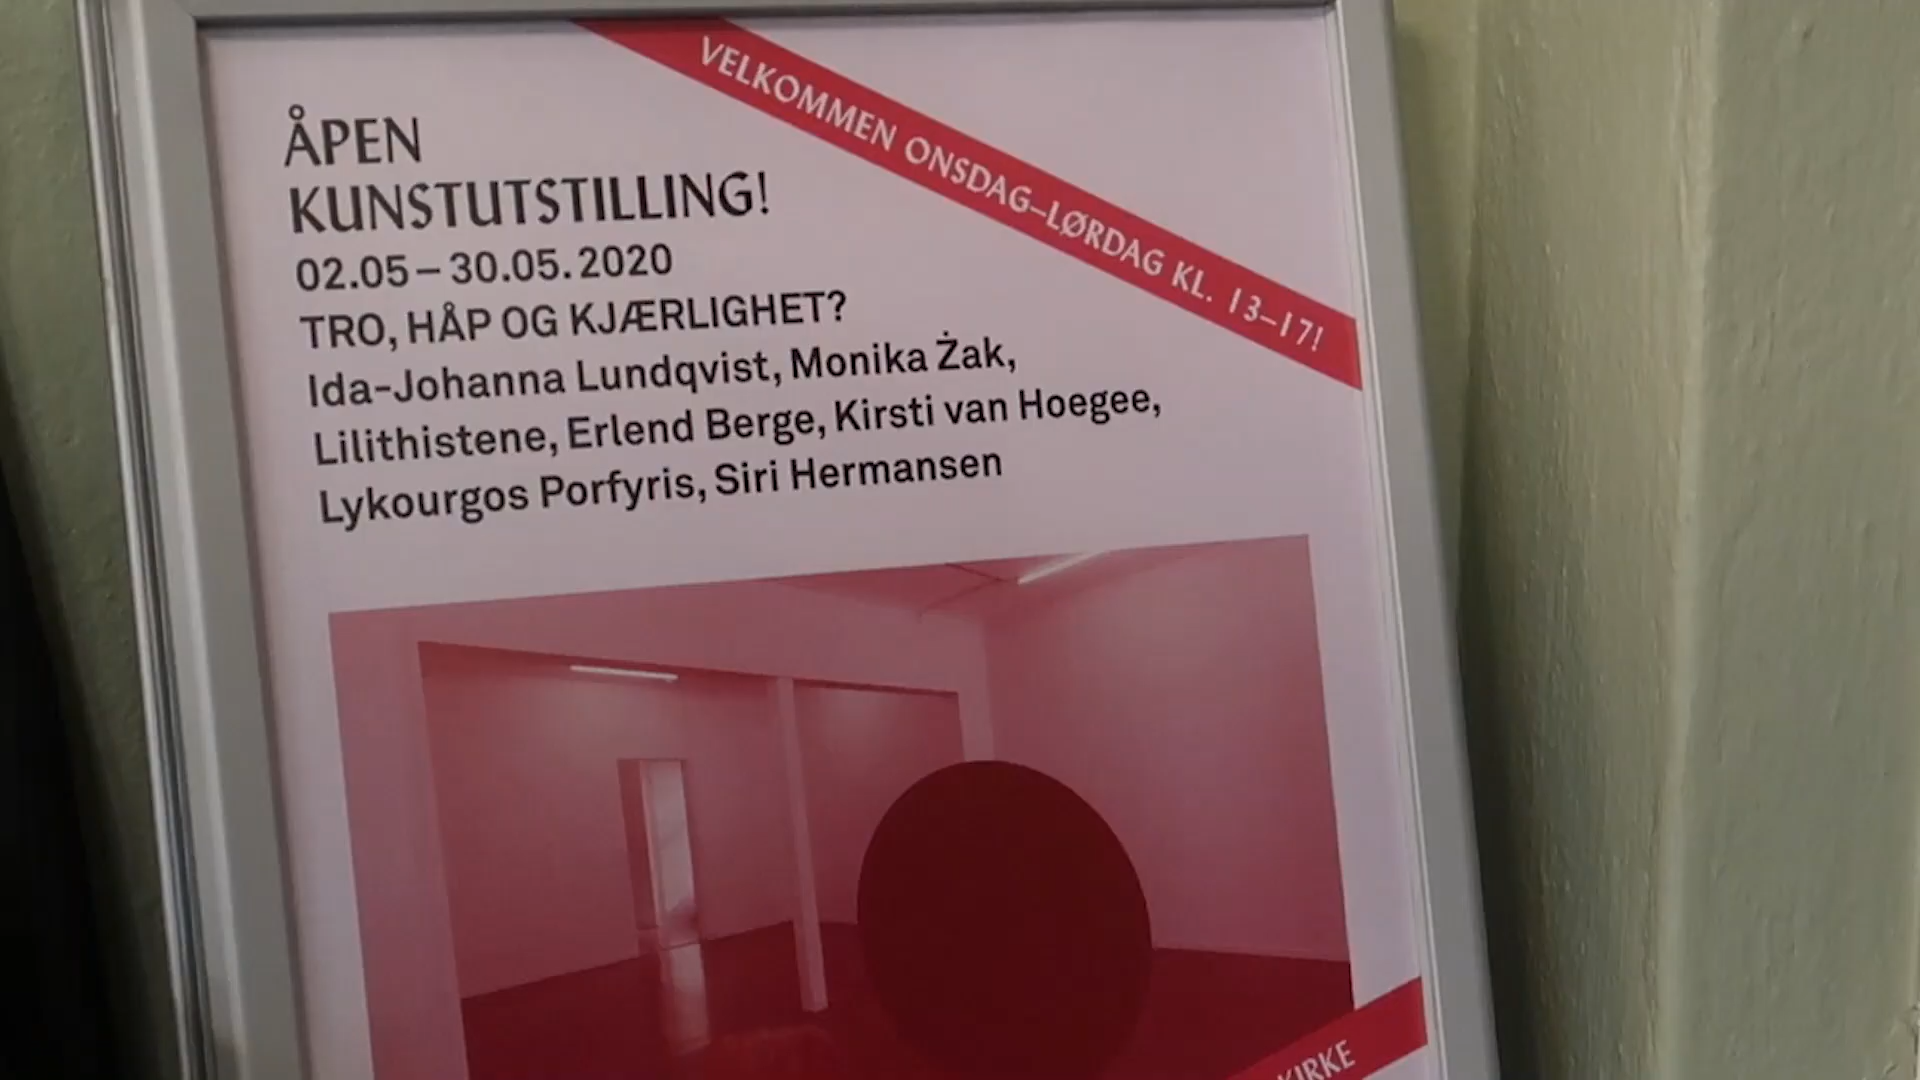 VELKOMMEN ONSDAG–LØRDAG KL. 13–17!
ÅPEN
KUNSTUTSTILLING!
02.05 – 30.05.2020
TRO, HÅP OG KJÆRLIGHET?
Ida-Johanna Lundqvist, Monika Żak,
Lilithistene, Erlend Berge, Kirsti van Hoegee,
Lykourgos Porfyris, Siri Hermansen
KIRKE